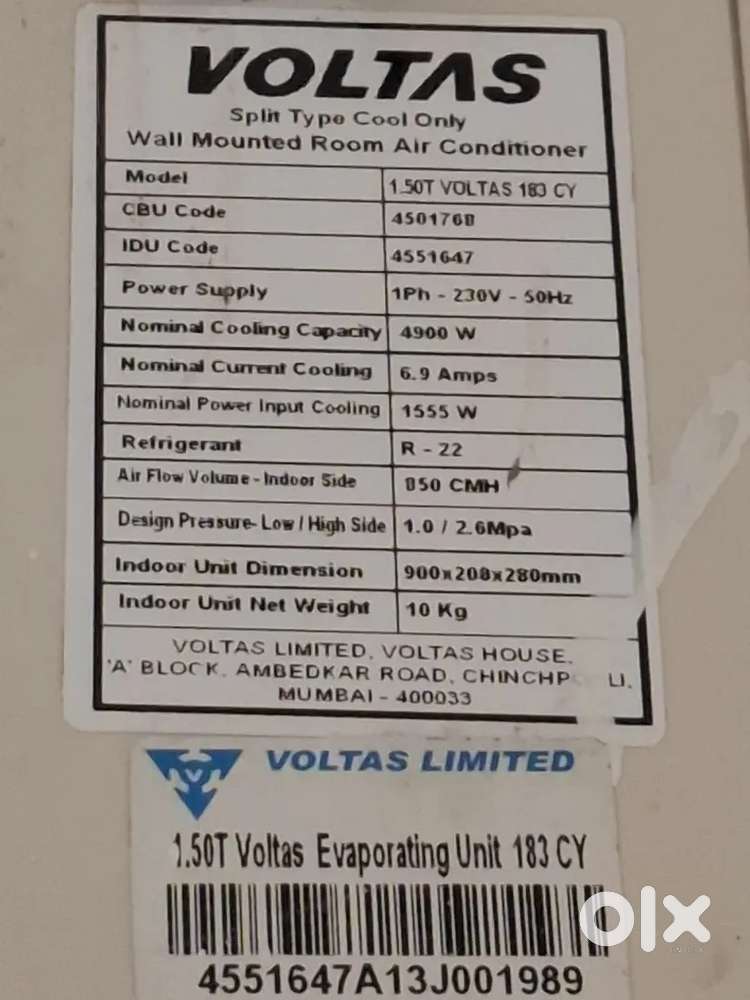 VOLTAS
Split Type Cool Only
Wall Mounted Room Air Conditioner
Model 1.50T VOLTAS 183 CY
CBU Code 4501768
IDU Code 4551647
Power Supply 1Ph - 230V - 50Hz
Nominal Cooling Capacity 4900 W
Nominal Current Cooling 6.9 Amps
Nominal Power Input Cooling 1555 W
Refrigerant R - 22
Air Flow Volume - Indoor Side 850 CMH
Design Pressure- Low / High Side 1.0 / 2.6Mpa
Indoor Unit Dimension 900x208x280mm
Indoor Unit Net Weight 10 Kg
VOLTAS LIMITED, VOLTAS HOUSE,
'A' BLOCK, AMBEDKAR ROAD,
MUMBAI - 400033
VOLTAS LIMITED
1.50T Voltas Evaporating Unit 183 CY
4551647A13J001989
olx